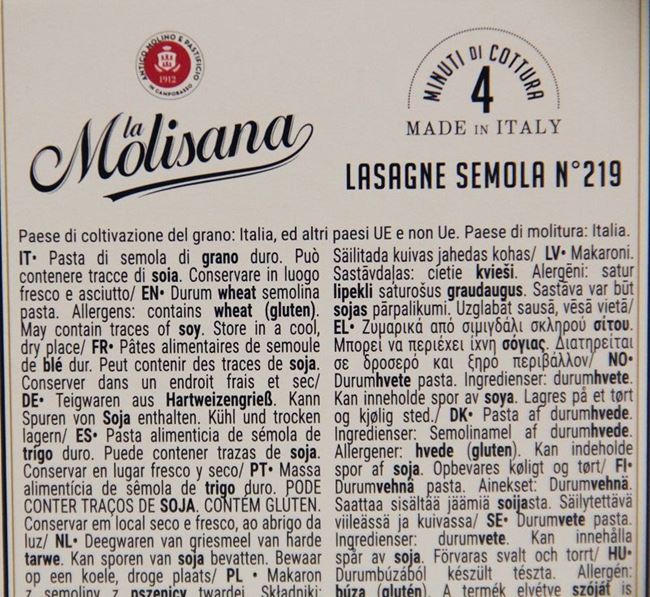 ANTICO MOLINO E PASTIFICIO
1912
IN CAMPOBASSO
la
Molisana
MINUTI DI COTTURA
4
MADE IN ITALY
LASAGNE SEMOLA N°219
Paese di coltivazione del grano: Italia, ed altri paesi UE e non Ue. Paese di molitura: Italia.
IT• Pasta di semola di grano duro. Può
contenere tracce di soia. Conservare in luogo
fresco e asciutto/ EN• Durum wheat semolina
pasta. Allergens: contains wheat (gluten).
May contain traces of soy. Store in a cool,
dry place/ FR• Pâtes alimentaires de semoule
de blé dur. Peut contenir des traces de soja.
Conserver dans un endroit frais et sec/
DE• Teigwaren aus Hartweizengrieß. Kann
Spuren von Soja enthalten. Kühl und trocken
lagern/ ES• Pasta alimenticia de sémola de
trigo duro. Puede contener trazas de soja.
Conservar en lugar fresco y seco/ PT• Massa
alimentícia de sêmola de trigo duro. PODE
CONTER TRAÇOS DE SOJA. CONTÉM GLÚTEN.
Conservar em local seco e fresco, ao abrigo da
luz/ NL• Deegwaren van griesmeel van harde
tarwe. Kan sporen van soja bevatten. Bewaar
op een koele, droge plaats/ PL • Makaron
z semoliny z pszenicy twardej. Składniki:
Säilitada kuivas jahedas kohas/ LV• Makaroni.
Sastāvdaļas: cietie kvieši. Alergēni: satur
lipekli saturošus graudaugus. Sastāva var būt
sojas pārpalikumi. Uzglabāt sausā, vēsā vietā/
EL• Ζυμαρικά από σιμιγδάλι σκληρού σίτου.
Μπορεί να περιέχει ίχνη σόγιας. Διατηρείται
σε δροσερό και ξηρό περιβάλλον/ NO•
Durumhvete pasta. Ingredienser: durumhvete.
Kan inneholde spor av soya. Lagres på et tørt
og kjølig sted./ DK• Pasta af durumhvede.
Ingredienser: Semolinamel af durumhvede.
Allergener: hvede (gluten). Kan indeholde
spor af soja. Opbevares køligt og tørt/ FI•
Durumvehnä pasta. Ainekset: Durumvehnä.
Saattaa sisältää jäämiä soijasta. Säilytettävä
viileässä ja kuivassa/ SE• Durumvete pasta.
Ingredienser: durumvete. Kan innehålla
spår av soja. Förvaras svalt och torrt/ HU•
Durumbúzából készült tészta. Allergén:
búza (glutén). A termék elvétve szóját is